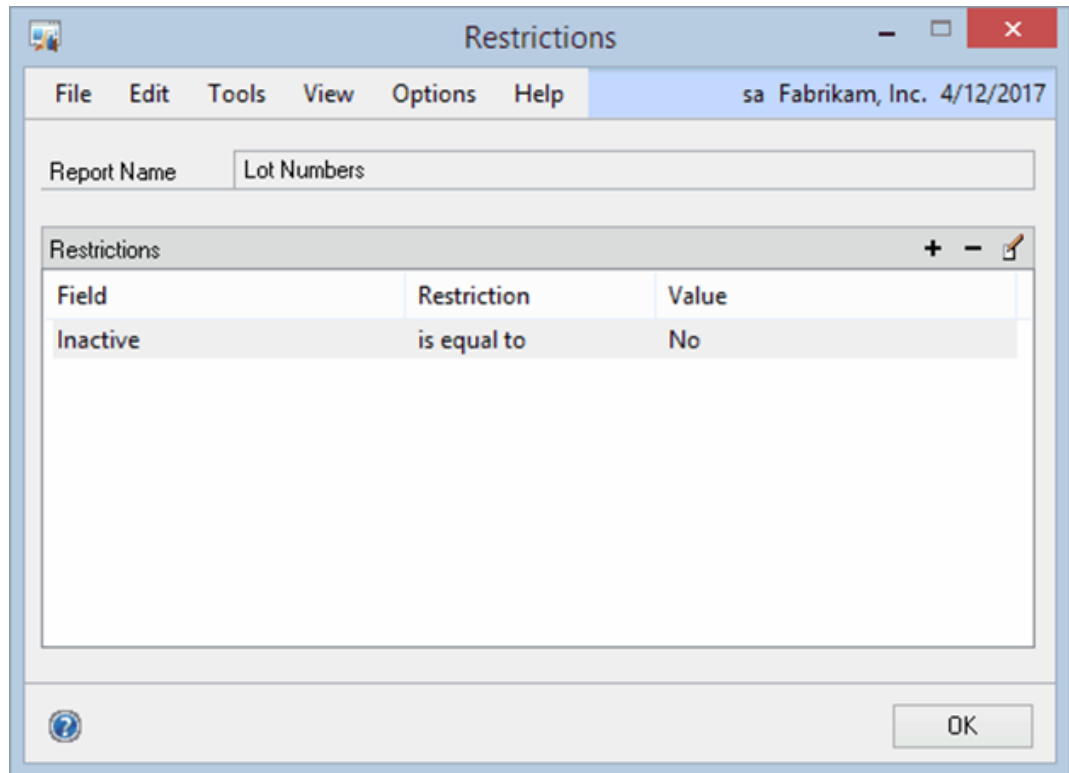 Restrictions
File Edit Tools View Options Help sa Fabrikam, Inc. 4/12/2017
Report Name Lot Numbers
Restrictions
Field Restriction Value
Inactive is equal to No
OK